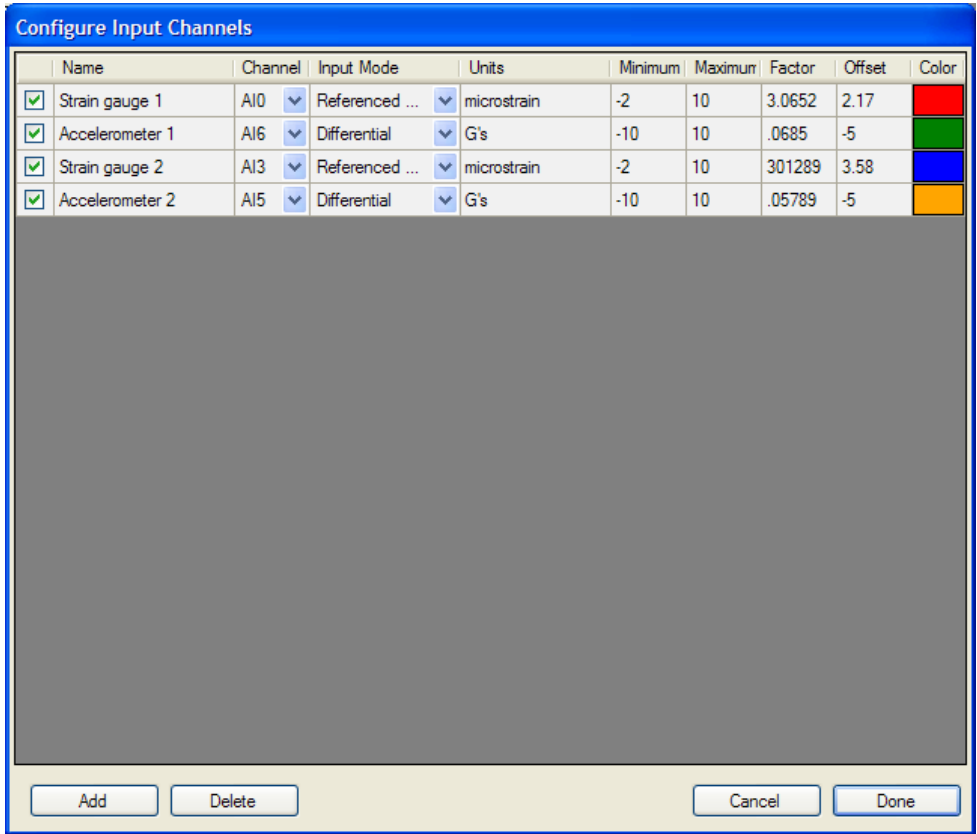 Configure Input Channels
Name Channel Input Mode Units Minimum Maximum Factor Offset Color
Strain gauge 1 AI0 Referenced ... microstrain -2 10 3.0652 2.17
Accelerometer 1 AI6 Differential G's -10 10 .0685 -5
Strain gauge 2 AI3 Referenced ... microstrain -2 10 301289 3.58
Accelerometer 2 AI5 Differential G's -10 10 .05789 -5
Add Delete Cancel Done